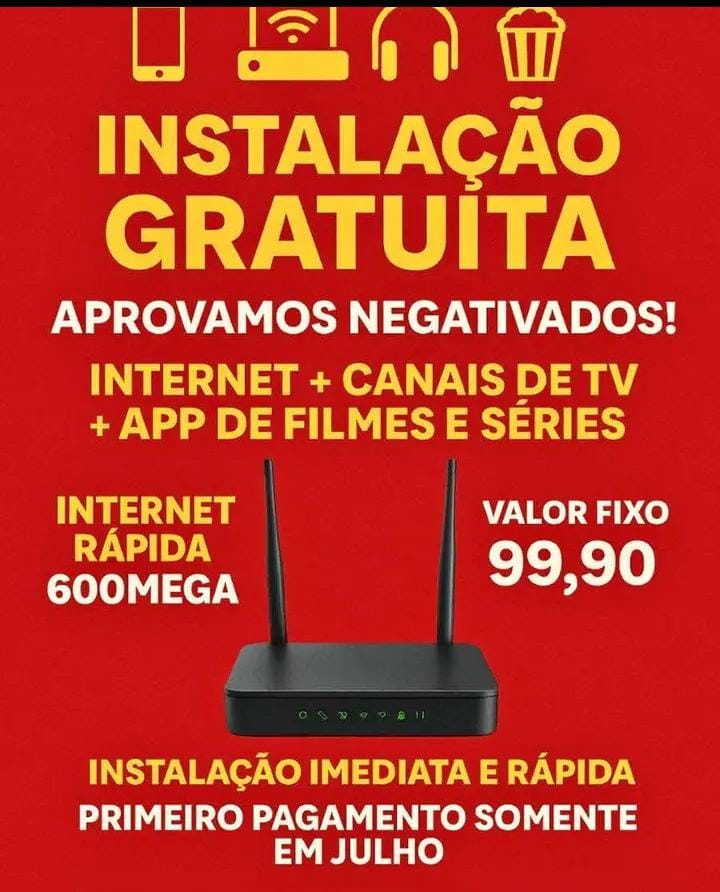 INSTALAÇÃO
GRATUITA
APROVAMOS NEGATIVADOS!
INTERNET + CANAIS DE TV
+ APP DE FILMES E SÉRIES
INTERNET
RÁPIDA
600MEGA
VALOR FIXO
99,90
INSTALAÇÃO IMEDIATA E RÁPIDA
PRIMEIRO PAGAMENTO SOMENTE
EM JULHO